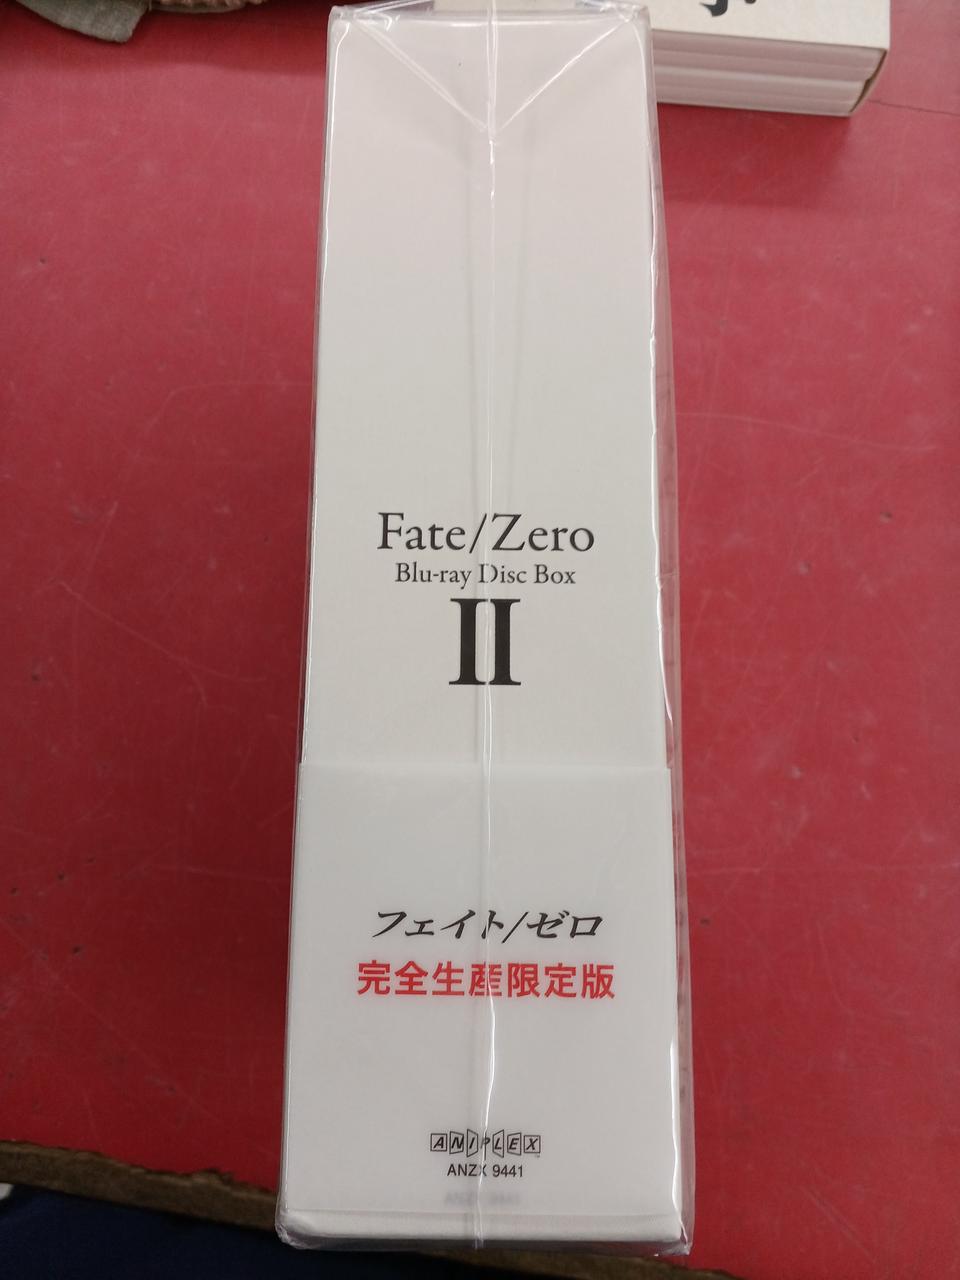 Fate/Zero
Blu-ray Disc Box
II
フェイト/ゼロ
完全生産限定版
ANIPLEX
ANZX 9441